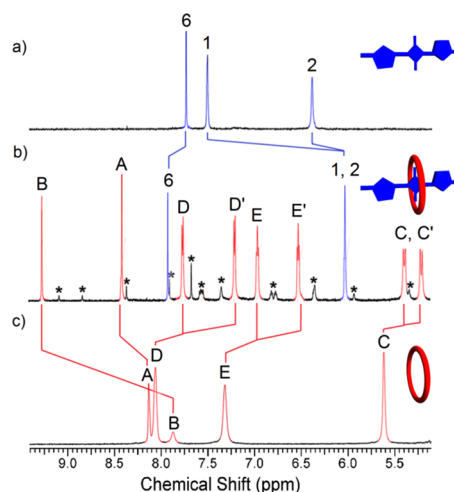 a)
6
1
2
b)
B
A
6
D
D'
E
E'
1, 2
C, C'
* * * * * * * * * * *
c)
A
D
B
E
C
9.0 8.5 8.0 7.5 7.0 6.5 6.0 5.5
Chemical Shift (ppm)